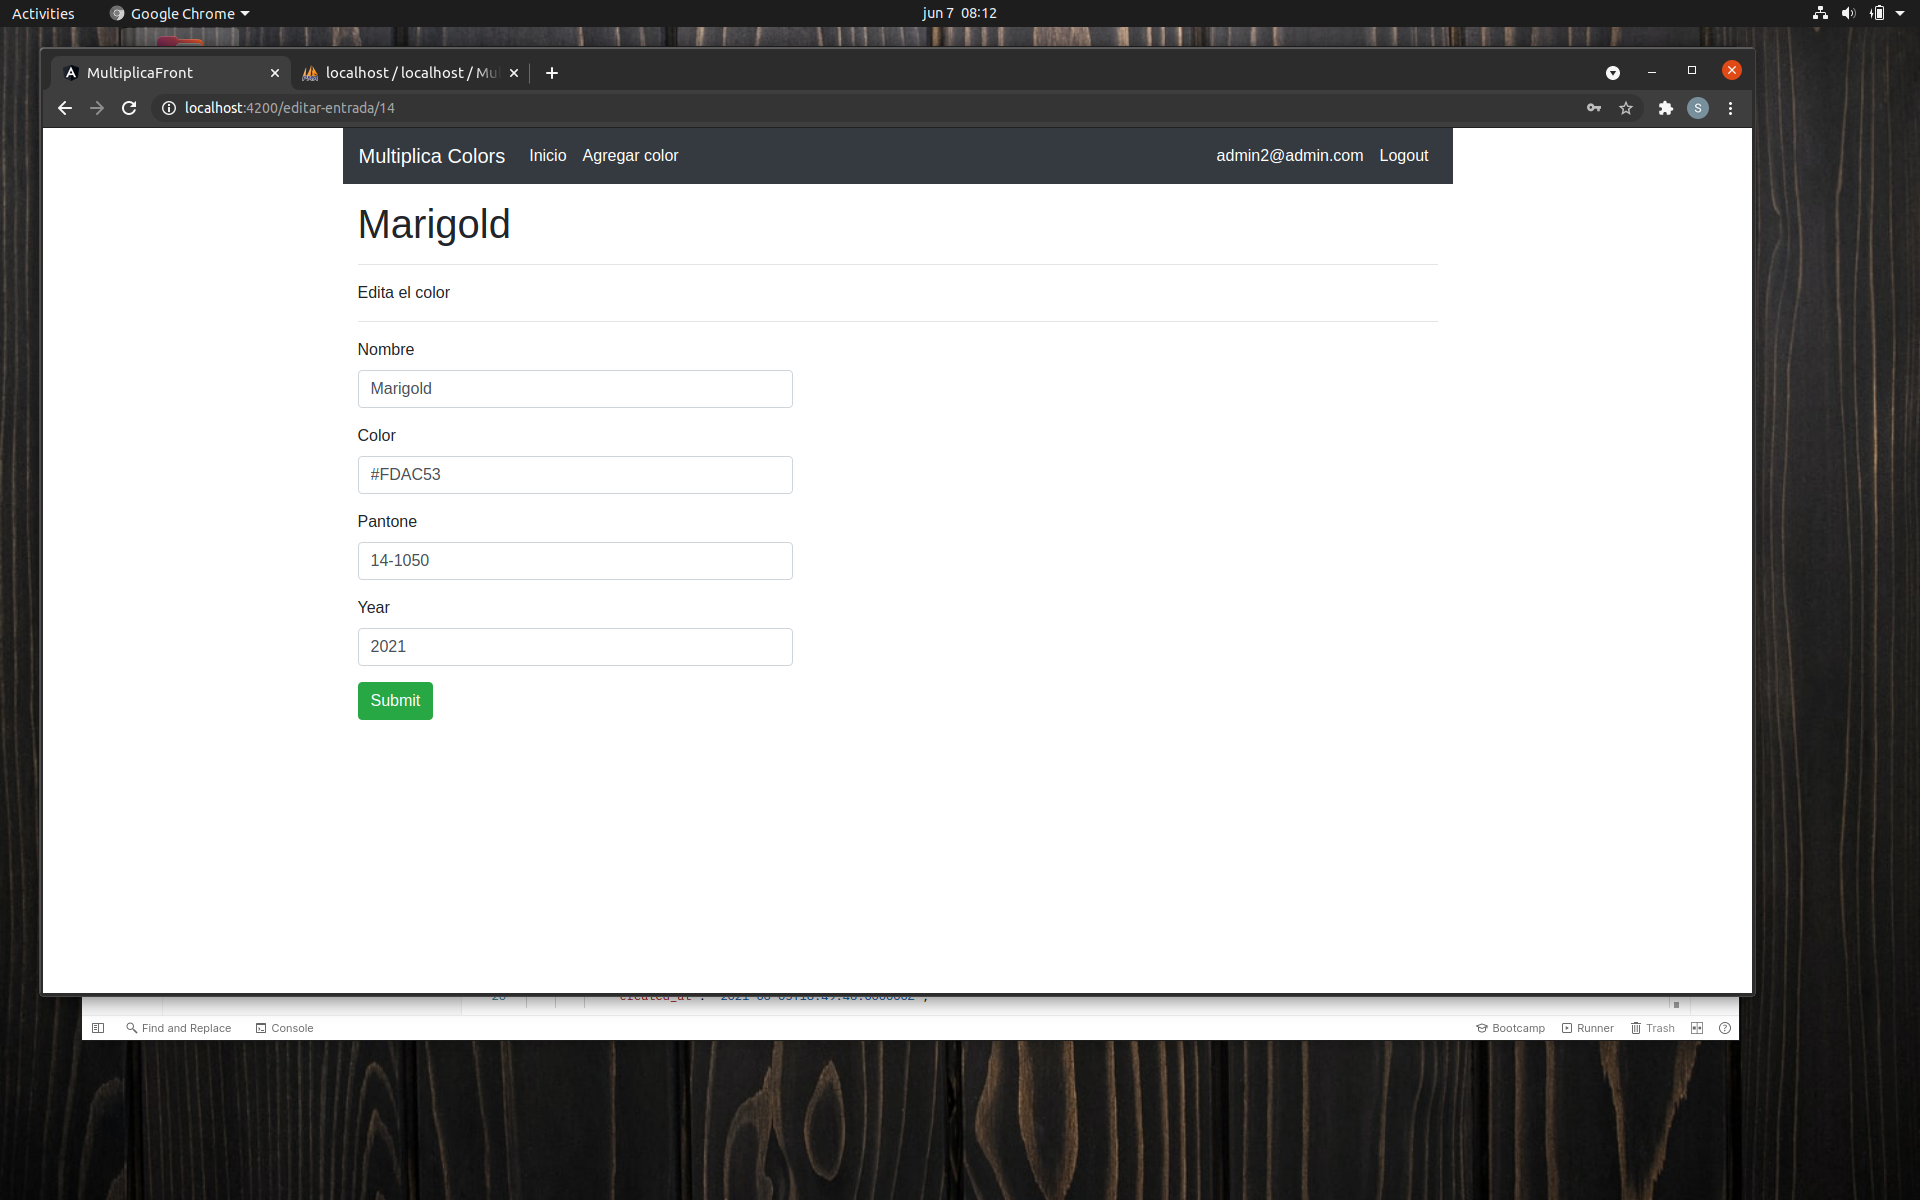 Activities Google Chrome jun 7 08:12
MultiplicaFront localhost / localhost / Mu
localhost:4200/editar-entrada/14 S
Multiplica Colors Inicio Agregar color admin2@admin.com Logout
Marigold
Edita el color
Nombre
Marigold
Color
#FDAC53
Pantone
14-1050
Year
2021
Submit
Find and Replace Console Bootcamp Runner Trash